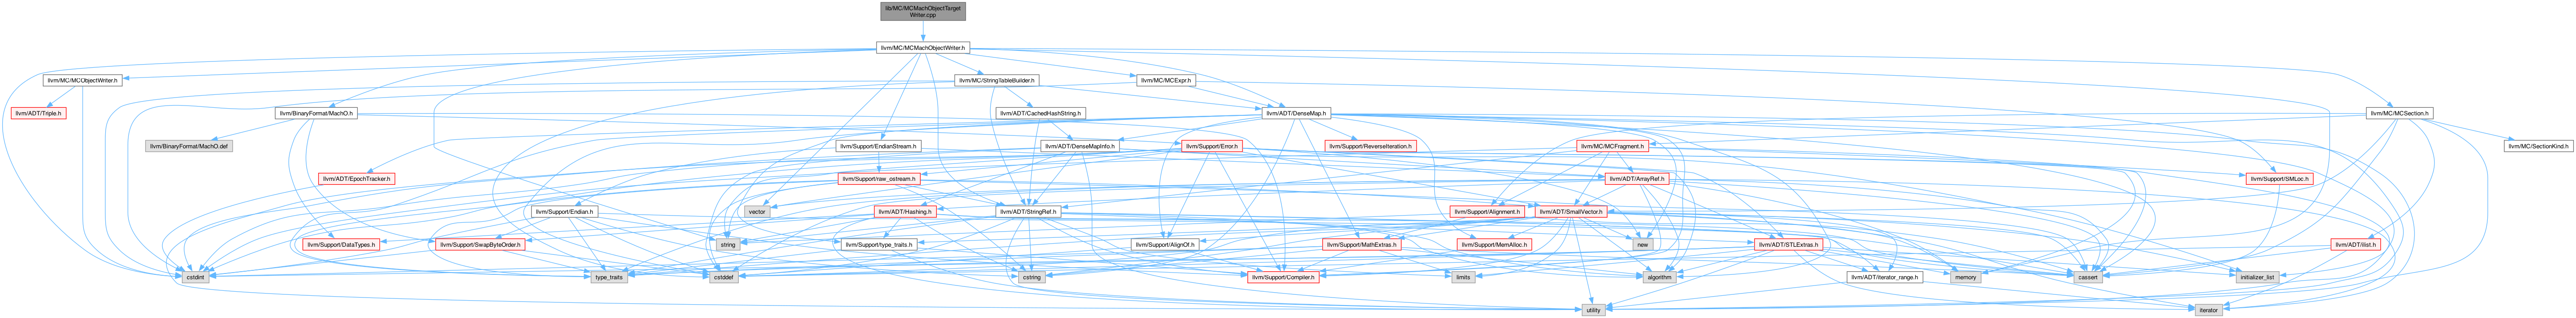 lib/MC/MCMachObjectTarget
Writer.cpp
llvm/MC/MCMachObjectWriter.h
llvm/MC/MCObjectWriter.h
llvm/MC/StringTableBuilder.h
llvm/MC/MCExpr.h
llvm/ADT/Triple.h
llvm/BinaryFormat/MachO.h
llvm/ADT/CachedHashString.h
llvm/ADT/DenseMap.h
llvm/MC/MCSection.h
llvm/BinaryFormat/MachO.def
llvm/Support/EndianStream.h
llvm/ADT/DenseMapInfo.h
llvm/Support/Error.h
llvm/Support/ReverseIteration.h
llvm/MC/MCFragment.h
llvm/MC/SectionKind.h
llvm/ADT/EpochTracker.h
llvm/Support/raw_ostream.h
llvm/ADT/ArrayRef.h
llvm/Support/SMLoc.h
vector
llvm/Support/Endian.h
llvm/ADT/Hashing.h
llvm/ADT/StringRef.h
llvm/Support/Alignment.h
llvm/ADT/SmallVector.h
llvm/Support/DataTypes.h
llvm/Support/SwapByteOrder.h
string
llvm/Support/type_traits.h
llvm/Support/AlignOf.h
llvm/Support/MathExtras.h
llvm/Support/MemAlloc.h
new
llvm/ADT/STLExtras.h
llvm/ADT/ilist.h
cstdint
type_traits
cstddef
cstring
llvm/Support/Compiler.h
limits
algorithm
llvm/ADT/iterator_range.h
memory
cassert
initializer_list
utility
iterator